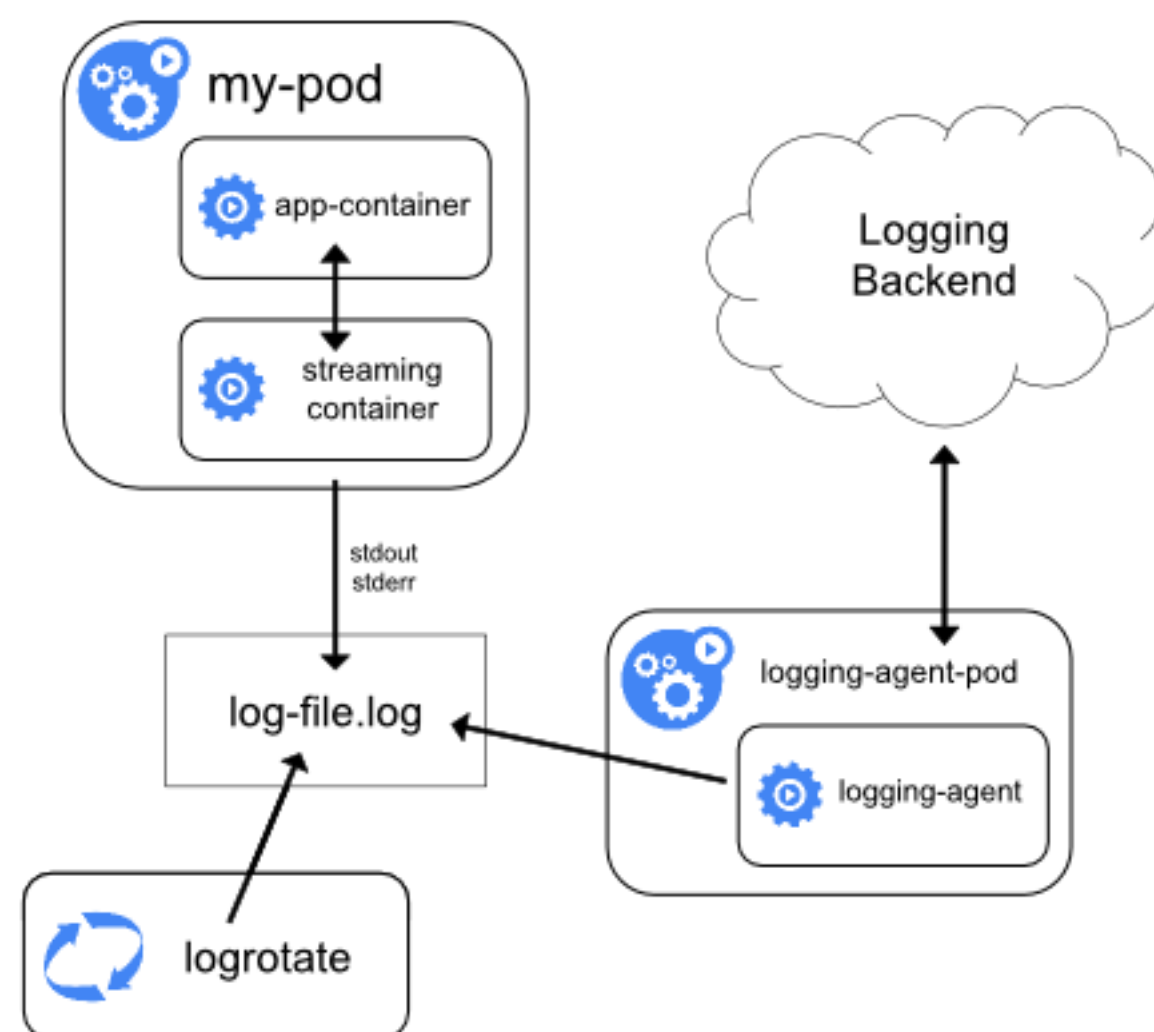 my-pod
app-container
streaming
container
stdout
stderr
log-file.log
logrotate
Logging
Backend
logging-agent-pod
logging-agent